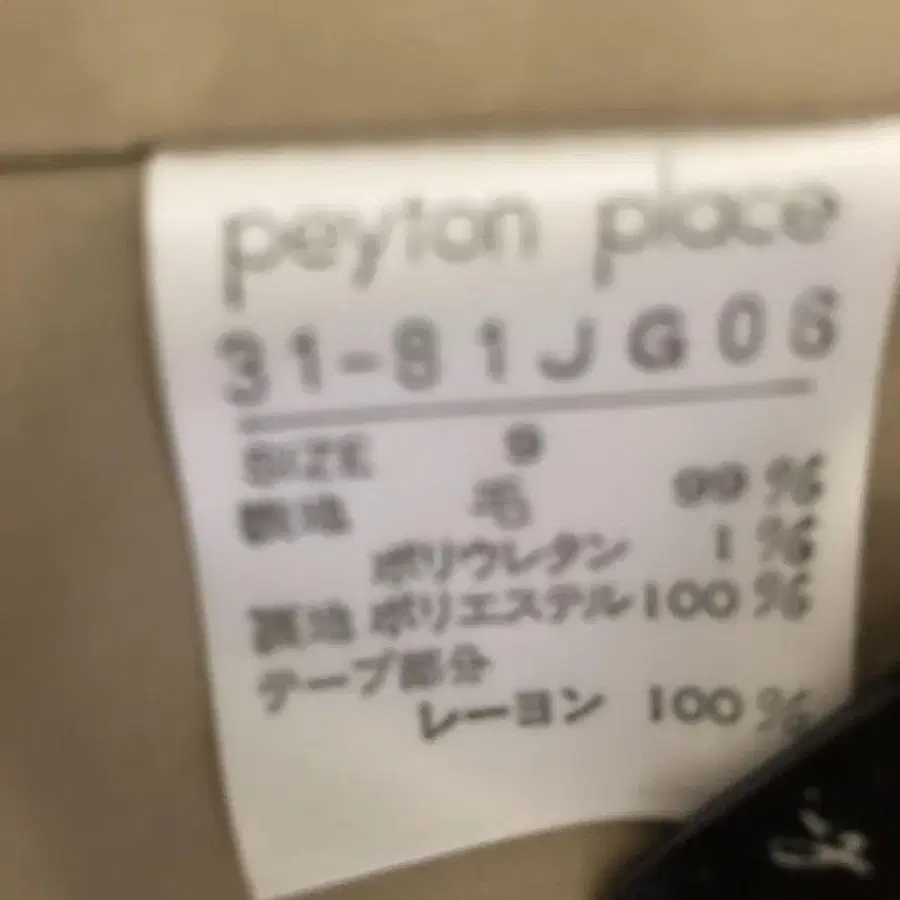 peyton place
31-81JG06
SIZE 9
表地 毛 99%
ポリウレタン 1%
裏地 ポリエステル 100%
テープ部分
レーヨン 100%